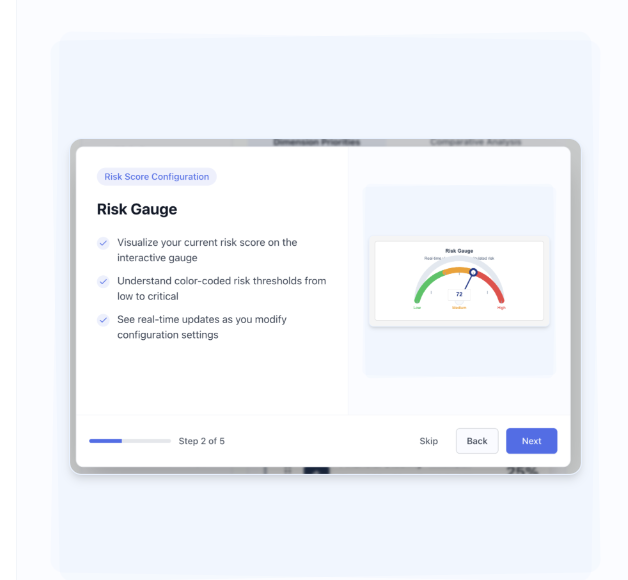 Dimension Priorities
Comparative Analysis
Risk Score Configuration
Risk Gauge
Visualize your current risk score on the
interactive gauge
Understand color-coded risk thresholds from
low to critical
See real-time updates as you modify
configuration settings
Risk Gauge
risk
72
Low
Medium
High
Step 2 of 5
Skip
Back
Next
25%